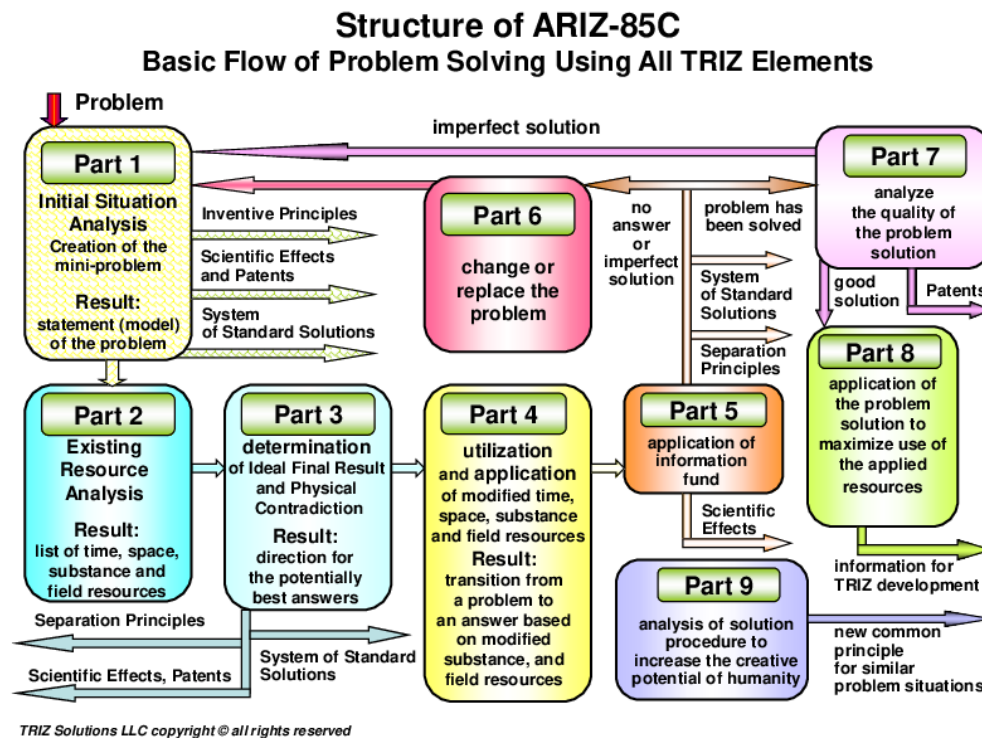 Structure of ARIZ-85C
Basic Flow of Problem Solving Using All TRIZ Elements
Problem
imperfect solution
Part 1
Initial Situation
Analysis
Creation of the
mini-problem
Result:
statement (model)
of the problem
Inventive Principles
Scientific Effects
and Patents
System
of Standard Solutions
Part 6
change or
replace the
problem
no
answer or
imperfect
solution
problem has
been solved
System
of Standard
Solutions
Separation
Principles
Part 7
analyze
the quality of
the problem
solution
good
solution
Patents
Part 8
application of
the problem
solution to
maximize use of
the applied
resources
information for
TRIZ development
Part 2
Existing
Resource
Analysis
Result:
list of time, space,
substance and
field resources
Part 3
determination
of Ideal Final Result
and Physical
Contradiction
Result:
direction for
the potentially
best answers
Separation Principles
Scientific Effects, Patents
System of Standard
Solutions
Part 4
utilization
and application
of modified time,
space, substance
and field resources
Result:
transition from
a problem to
an answer based
on modified
substance, and
field resources
Part 5
application of
information
fund
Scientific
Effects
Part 9
analysis of solution
procedure to
increase the creative
potential of humanity
new common
principle
for similar
problem situations
TRIZ Solutions LLC copyright © all rights reserved